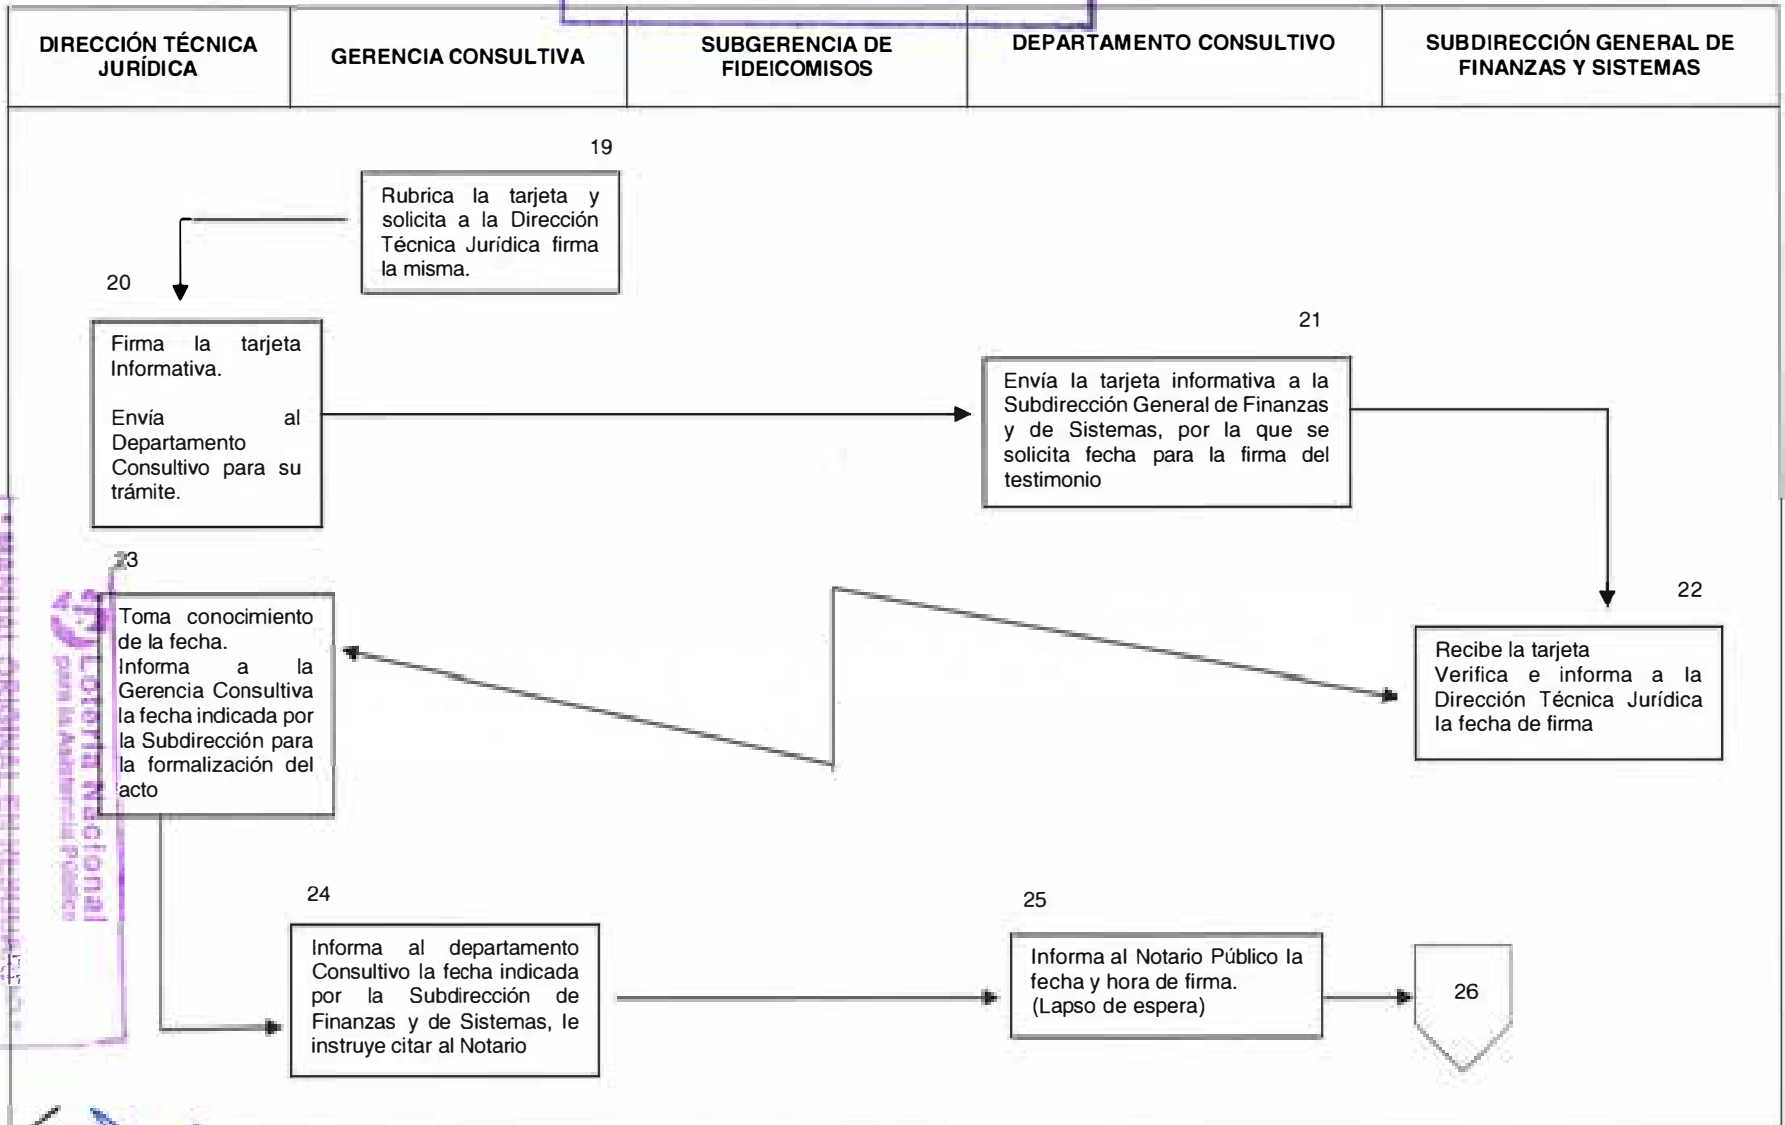 DIRECCIÓN TÉCNICA
JURÍDICA
GERENCIA CONSULTIVA
SUBGERENCIA DE
FIDEICOMISOS
DEPARTAMENTO CONSULTIVO
SUBDIRECCIÓN GENERAL DE
FINANZAS Y SISTEMAS
19
Rubrica la tarjeta y
solicita a la Dirección
Técnica Jurídica firma
la misma.
20
Firma la tarjeta
Informativa.
Envía al
Departamento
Consultivo para su
trámite.
21
Envía la tarjeta informativa a la
Subdirección General de Finanzas
y de Sistemas, por la que se
solicita fecha para la firma del
testimonio
22
Recibe la tarjeta
Verifica e informa a la
Dirección Técnica Jurídica
la fecha de firma
23
Toma conocimiento
de la fecha.
Informa a la
Gerencia Consultiva
la fecha indicada por
la Subdirección para
la formalización del
acto
24
Informa al departamento
Consultivo la fecha indicada
por la Subdirección de
Finanzas y de Sistemas, le
instruye citar al Notario
25
Informa al Notario Público la
fecha y hora de firma.
(Lapso de espera)
26
Lotería Nacional
para la Asistencia Pública